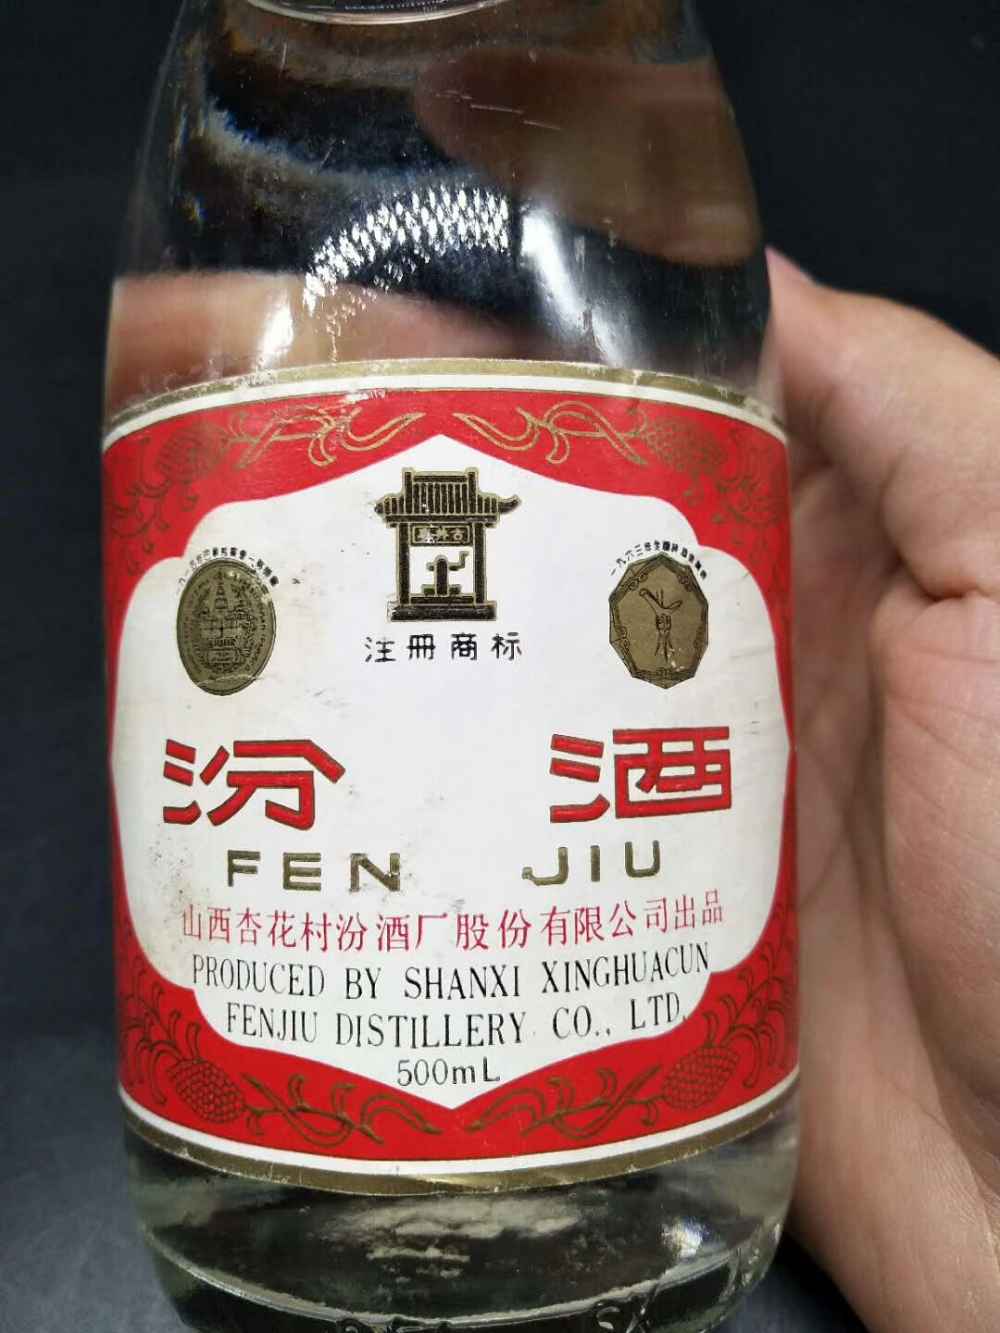 注册商标
汾酒
FEN JIU
山西杏花村汾酒厂股份有限公司出品
PRODUCED BY SHANXI XINGHUACUN
FENJIU DISTILLERY CO., LTD.
500mL